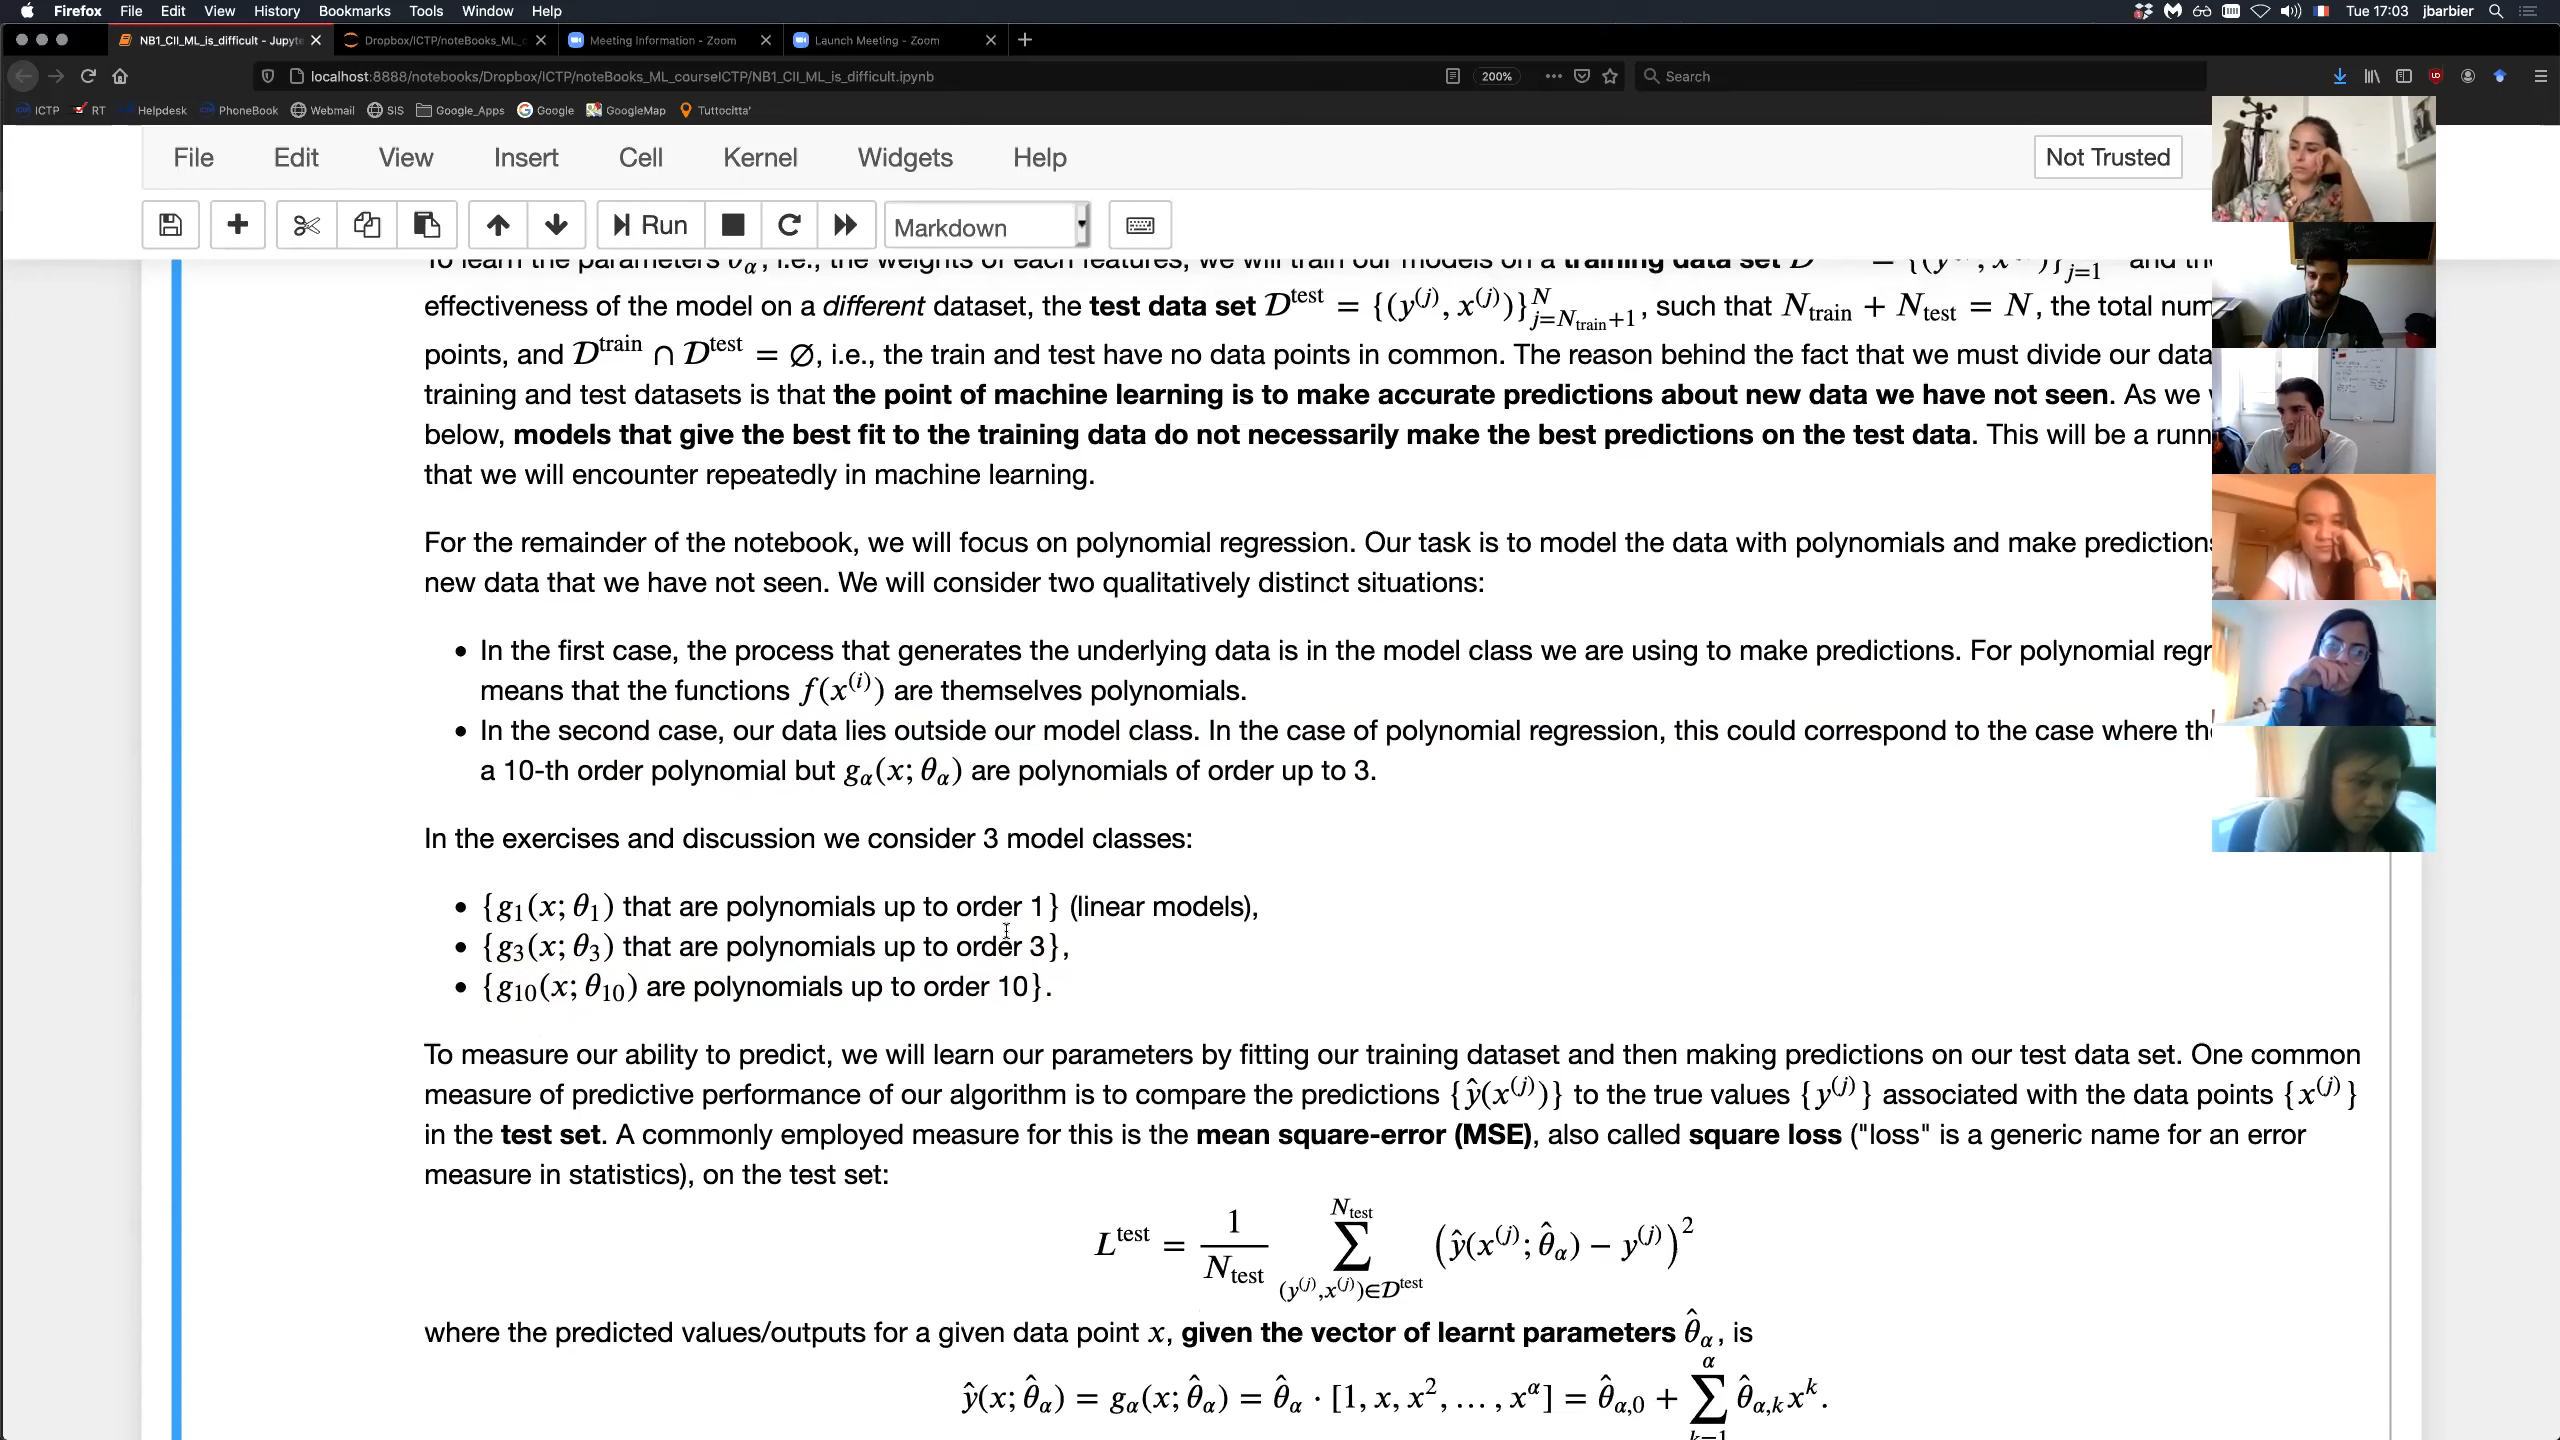 Firefox File Edit View History Bookmarks Tools Window Help Tue 17:03 jbarbier
NB1_CII_ML_is_difficult - Jupyte Dropbox/ICTP/noteBooks_ML_c Meeting Information - Zoom Launch Meeting - Zoom
localhost:8888/notebooks/Dropbox/ICTP/noteBooks_ML_courseICTP/NB1_CII_ML_is_difficult.ipynb 200% Search
ICTP RT Helpdesk PhoneBook Webmail SIS Google_Apps Google GoogleMap Tuttocitta'
File Edit View Insert Cell Kernel Widgets Help Not Trusted
Run Markdown
To learn the parameters θ_α, i.e., the weights of each features, we will train our models on a training data set
effectiveness of the model on a different dataset, the test data set 𝒟^test = {(y^(j), x^(j))}^N_{j=N_train+1}, such that N_train + N_test = N, the total num
points, and 𝒟^train ∩ 𝒟^test = ∅, i.e., the train and test have no data points in common. The reason behind the fact that we must divide our data
training and test datasets is that the point of machine learning is to make accurate predictions about new data we have not seen. As we
below, models that give the best fit to the training data do not necessarily make the best predictions on the test data. This will be a runn
that we will encounter repeatedly in machine learning.
For the remainder of the notebook, we will focus on polynomial regression. Our task is to model the data with polynomials and make predictions
new data that we have not seen. We will consider two qualitatively distinct situations:
• In the first case, the process that generates the underlying data is in the model class we are using to make predictions. For polynomial regr
means that the functions f(x^(i)) are themselves polynomials.
• In the second case, our data lies outside our model class. In the case of polynomial regression, this could correspond to the case where th
a 10-th order polynomial but g_α(x; θ_α) are polynomials of order up to 3.
In the exercises and discussion we consider 3 model classes:
• {g_1(x; θ_1) that are polynomials up to order 1} (linear models),
• {g_3(x; θ_3) that are polynomials up to order 3},
• {g_10(x; θ_10) are polynomials up to order 10}.
To measure our ability to predict, we will learn our parameters by fitting our training dataset and then making predictions on our test data set. One common
measure of predictive performance of our algorithm is to compare the predictions {ŷ(x^(j))} to the true values {y^(j)} associated with the data points {x^(j)}
in the test set. A commonly employed measure for this is the mean square-error (MSE), also called square loss ("loss" is a generic name for an error
measure in statistics), on the test set:
L^test = 1/N_test ∑^{N_test}_{(y^(j),x^(j))∈𝒟^test} (ŷ(x^(j); θ̂_α) − y^(j))^2
where the predicted values/outputs for a given data point x, given the vector of learnt parameters θ̂_α, is
ŷ(x; θ̂_α) = g_α(x; θ̂_α) = θ̂_α · [1, x, x^2, …, x^α] = θ̂_{α,0} + ∑^α_{k=1} θ̂_{α,k} x^k.